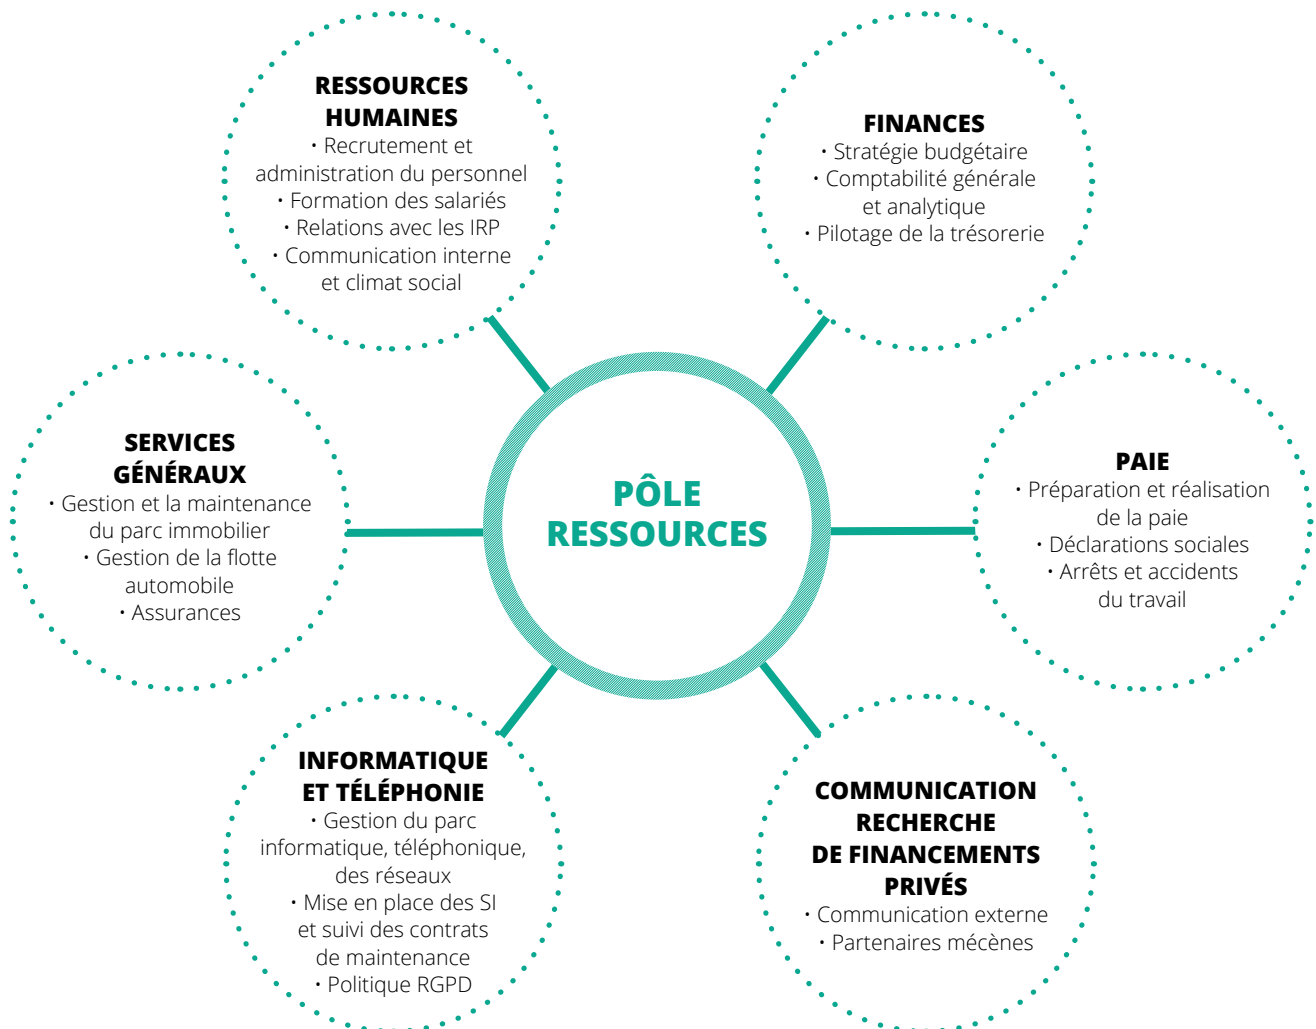 RESSOURCES
HUMAINES
• Recrutement et
administration du personnel
• Formation des salariés
• Relations avec les IRP
• Communication interne
et climat social
FINANCES
• Stratégie budgétaire
• Comptabilité générale
et analytique
• Pilotage de la trésorerie
SERVICES
GÉNÉRAUX
• Gestion et la maintenance
du parc immobilier
• Gestion de la flotte
automobile
• Assurances
PÔLE
RESSOURCES
PAIE
• Préparation et réalisation
de la paie
• Déclarations sociales
• Arrêts et accidents
du travail
INFORMATIQUE
ET TÉLÉPHONIE
• Gestion du parc
informatique, téléphonique,
des réseaux
• Mise en place des SI
et suivi des contrats
de maintenance
• Politique RGPD
COMMUNICATION
RECHERCHE
DE FINANCEMENTS
PRIVÉS
• Communication externe
• Partenaires mécènes